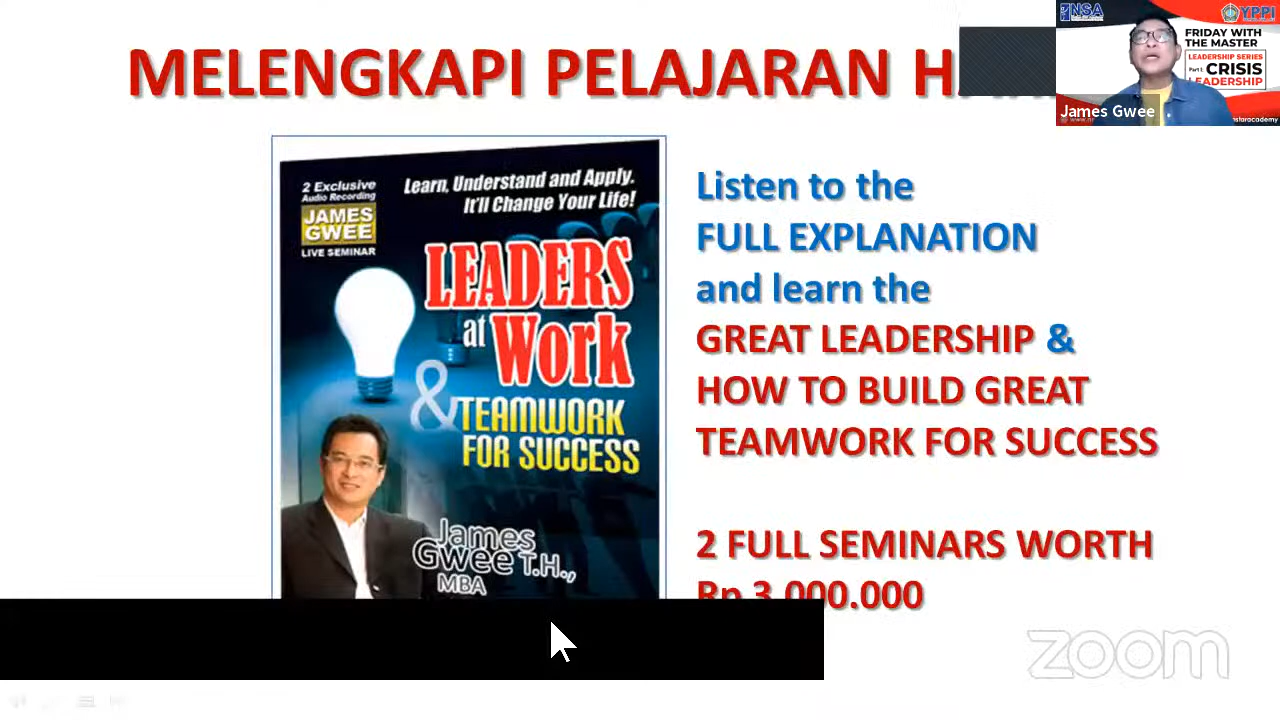 MELENGKAPI PELAJARAN
2 Exclusive
Audio Recording
JAMES
GWEE
LIVE SEMINAR
Learn, Understand and Apply.
It'll Change Your Life!
LEADERS
at Work
& TEAMWORK
FOR SUCCESS
James
Gwee T.H.,
MBA
Listen to the
FULL EXPLANATION
and learn the
GREAT LEADERSHIP &
HOW TO BUILD GREAT
TEAMWORK FOR SUCCESS
2 FULL SEMINARS WORTH
Rp 3.000.000
NSA
YPPI
FRIDAY WITH
THE MASTER
LEADERSHIP SERIES
Part 1: CRISIS
LEADERSHIP
James Gwee
zoom